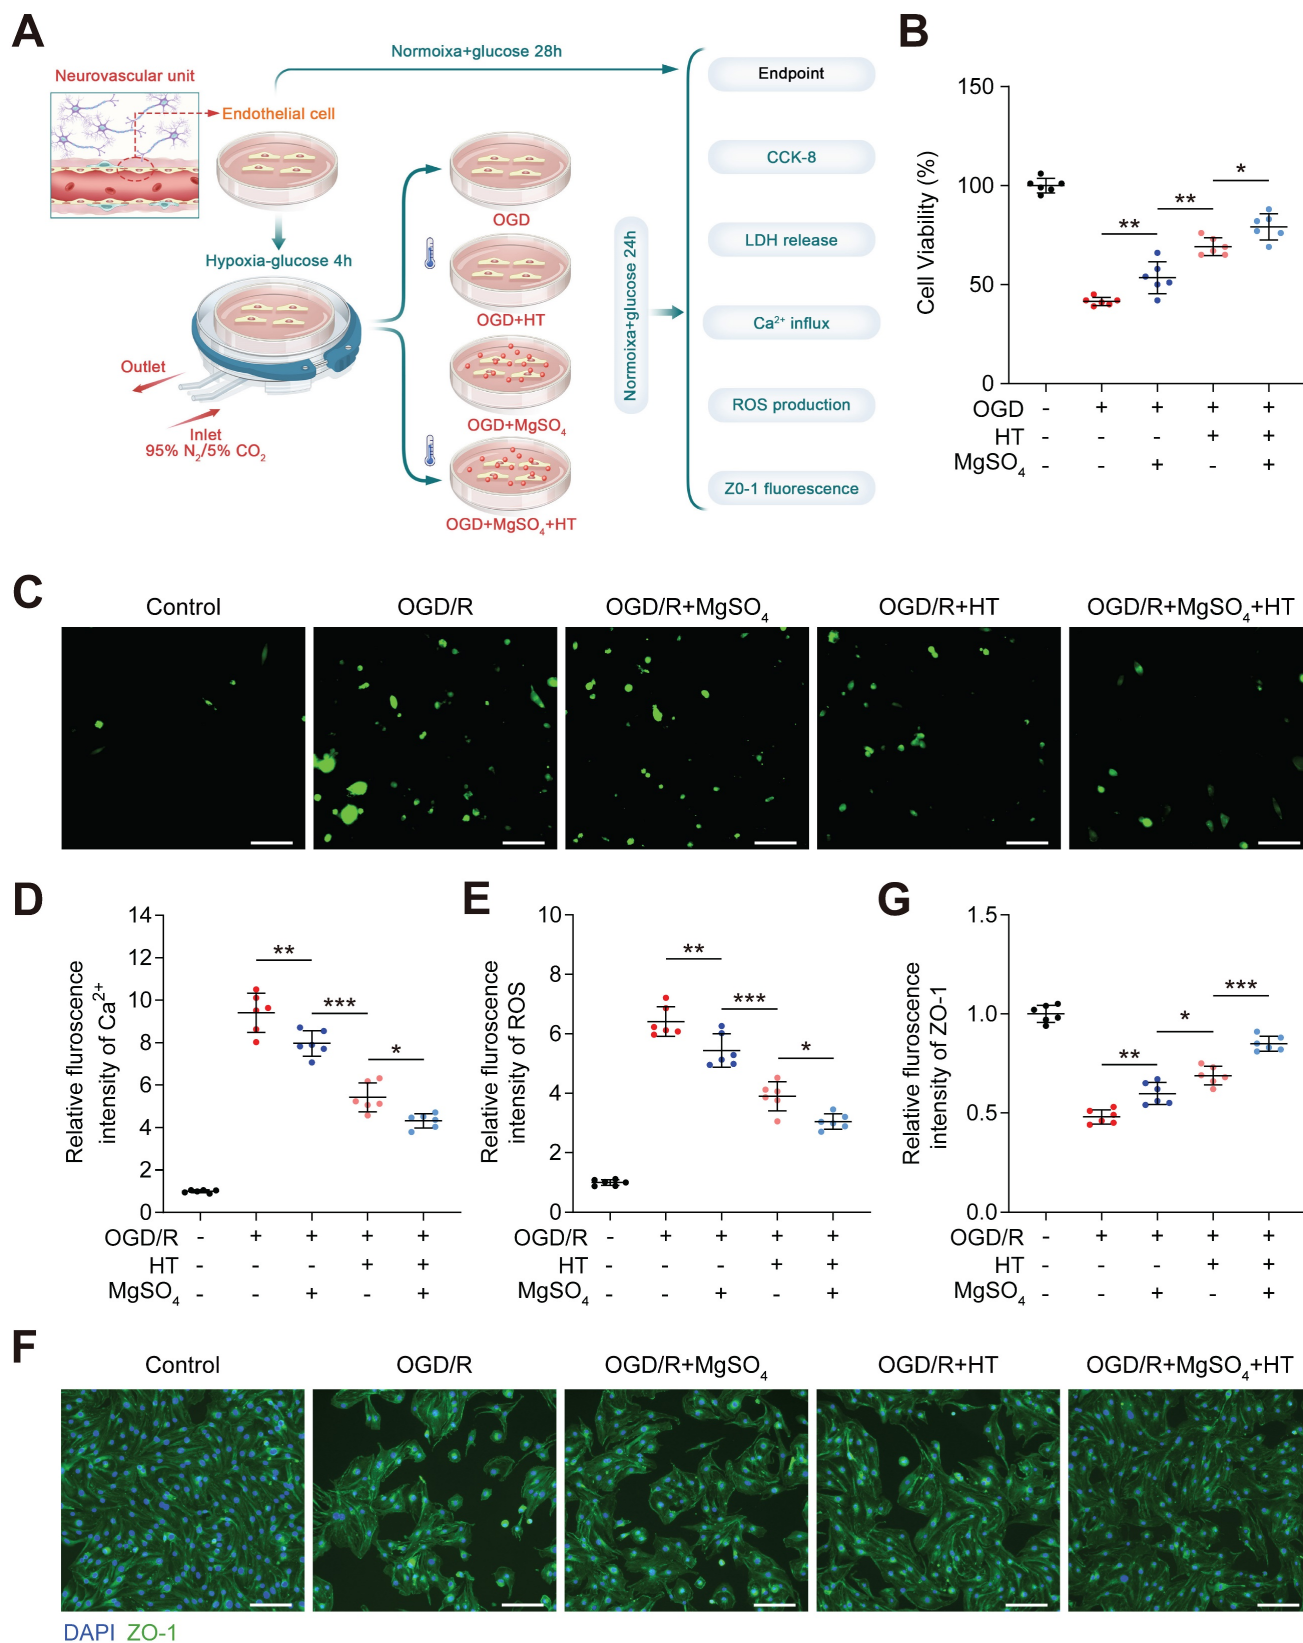 A
Neurovascular unit
Endothelial cell
Normoixa+glucose 28h
Hypoxia-glucose 4h
Outlet
Inlet
95% N2/5% CO2
OGD
OGD+HT
OGD+MgSO4
OGD+MgSO4+HT
Normoixa+glucose 24h
Endpoint
CCK-8
LDH release
Ca2+ influx
ROS production
Z0-1 fluorescence
B
Cell Viability (%)
150
100
50
0
**
**
*
OGD - + + + +
HT - - - + +
MgSO4 - - + - +
C
Control
OGD/R
OGD/R+MgSO4
OGD/R+HT
OGD/R+MgSO4+HT
D
Relative fluroscence
intensity of Ca2+
14
12
10
8
6
4
2
0
**
***
*
OGD/R - + + + +
HT - - - + +
MgSO4 - - + - +
E
Relative fluroscence
intensity of ROS
10
8
6
4
2
0
**
***
*
OGD/R - + + + +
HT - - - + +
MgSO4 - - + - +
G
Relative fluroscence
intensity of ZO-1
1.5
1.0
0.5
0.0
**
*
***
OGD/R - + + + +
HT - - - + +
MgSO4 - - + - +
F
Control
OGD/R
OGD/R+MgSO4
OGD/R+HT
OGD/R+MgSO4+HT
DAPI ZO-1